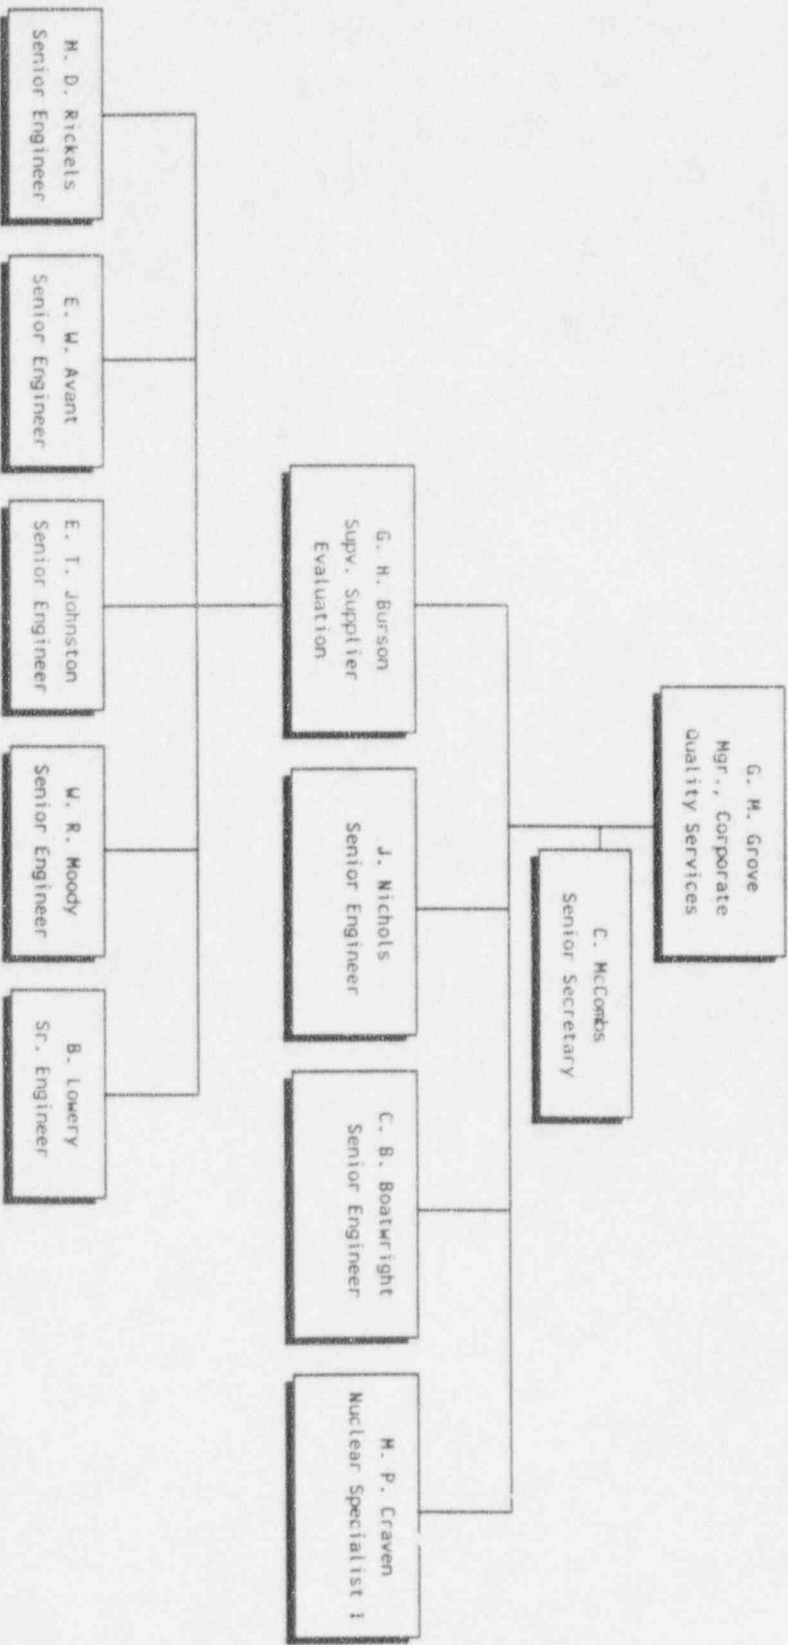 G. M. Grove
Mgr., Corporate
Quality Services
C. McCombs
Senior Secretary
G. H. Burson
Supv. Supplier
Evaluation
J. Nichols
Senior Engineer
C. B. Boatwright
Senior Engineer
M. P. Craven
Nuclear Specialist I
M. D. Rickels
Senior Engineer
E. W. Avant
Senior Engineer
E. T. Johnston
Senior Engineer
W. R. Moody
Senior Engineer
B. Lowery
Sr. Engineer